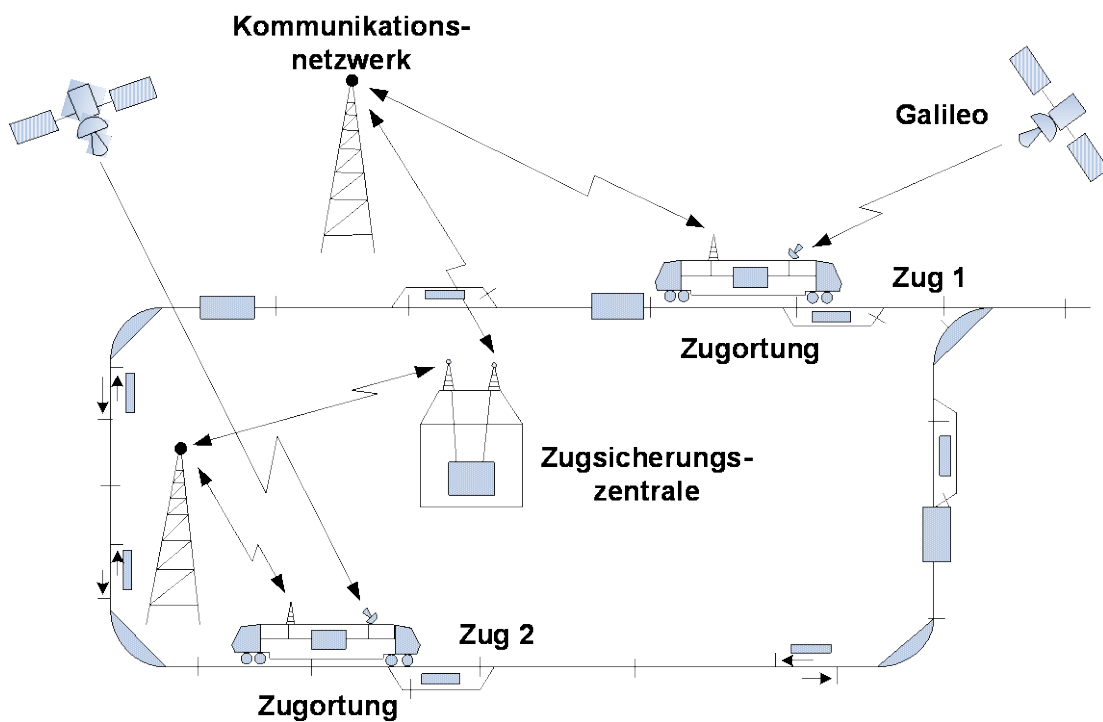 Kommunikations-
netzwerk
Galileo
Zug 1
Zugortung
Zugsicherungs-
zentrale
Zug 2
Zugortung